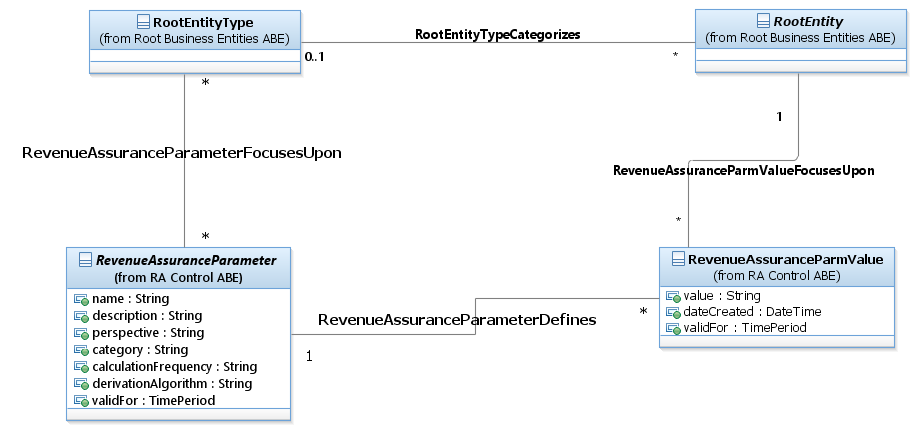 RootEntityType
(from Root Business Entities ABE)
RootEntityTypeCategorizes
RootEntity
(from Root Business Entities ABE)
0..1
*
*
1
RevenueAssuranceParameterFocusesUpon
RevenueAssuranceParmValueFocusesUpon
*
*
RevenueAssuranceParameter
(from RA Control ABE)
name : String
description : String
perspective : String
category : String
calculationFrequency : String
derivationAlgorithm : String
validFor : TimePeriod
RevenueAssuranceParameterDefines
1
*
RevenueAssuranceParmValue
(from RA Control ABE)
value : String
dateCreated : DateTime
validFor : TimePeriod